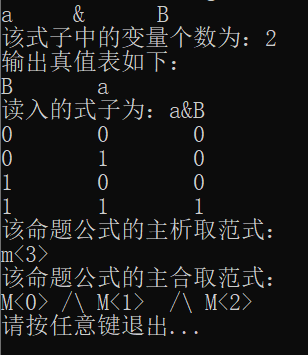 a & B
该式子中的变量个数为：2
输出真值表如下：
B a
读入的式子为：a&B
0 0 0
0 1 0
1 0 0
1 1 1
该命题公式的主析取范式：
m<3>
该命题公式的主合取范式：
M<0> /\ M<1> /\ M<2>
请按任意键退出...